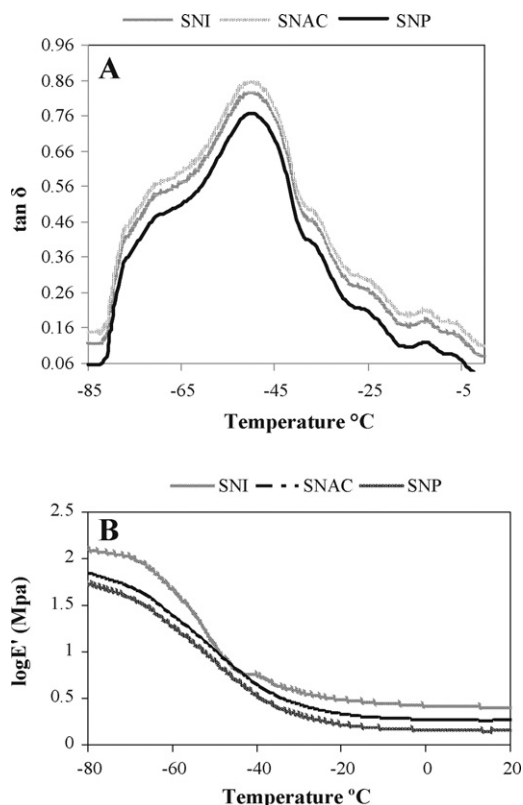 SNI SNAC SNP
A
0.96
0.86
0.76
0.66
0.56
0.46
0.36
0.26
0.16
0.06
tan δ
-85 -65 -45 -25 -5
Temperature °C
SNI SNAC SNP
B
2.5
2
1.5
1
0.5
0
logE' (Mpa)
-80 -60 -40 -20 0 20
Temperature ºC